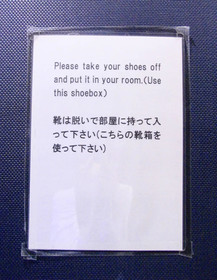 Please take your shoes off
and put it in your room.(Use
this shoebox)
靴は脱いで部屋に持って入
って下さい(こちらの靴箱を
使って下さい)